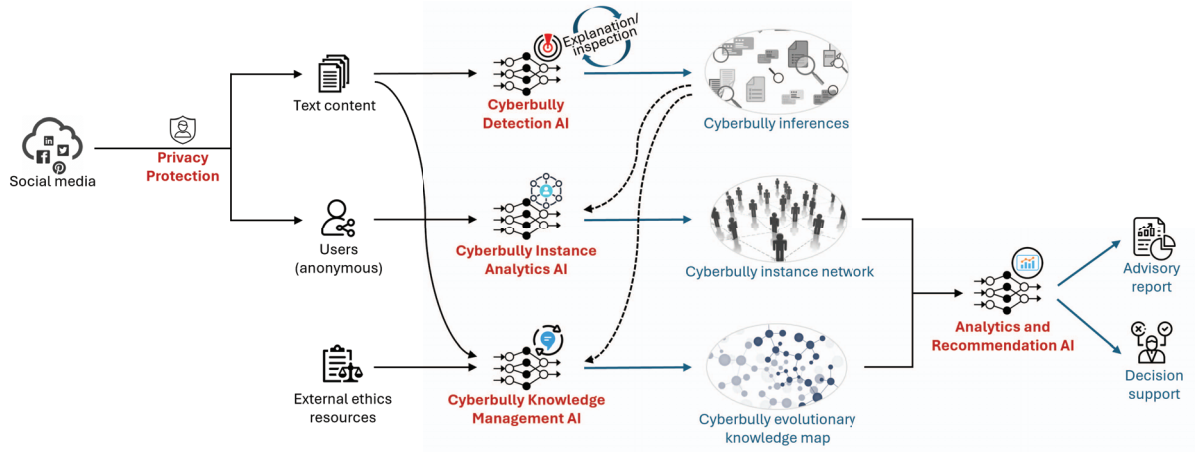 Social media
Privacy
Protection
Text content
Users
(anonymous)
External ethics
resources
Explanation/
inspection
Cyberbully
Detection AI
Cyberbully Instance
Analytics AI
Cyberbully Knowledge
Management AI
Cyberbully inferences
Cyberbully instance network
Cyberbully evolutionary
knowledge map
Analytics and
Recommendation AI
Advisory
report
Decision
support